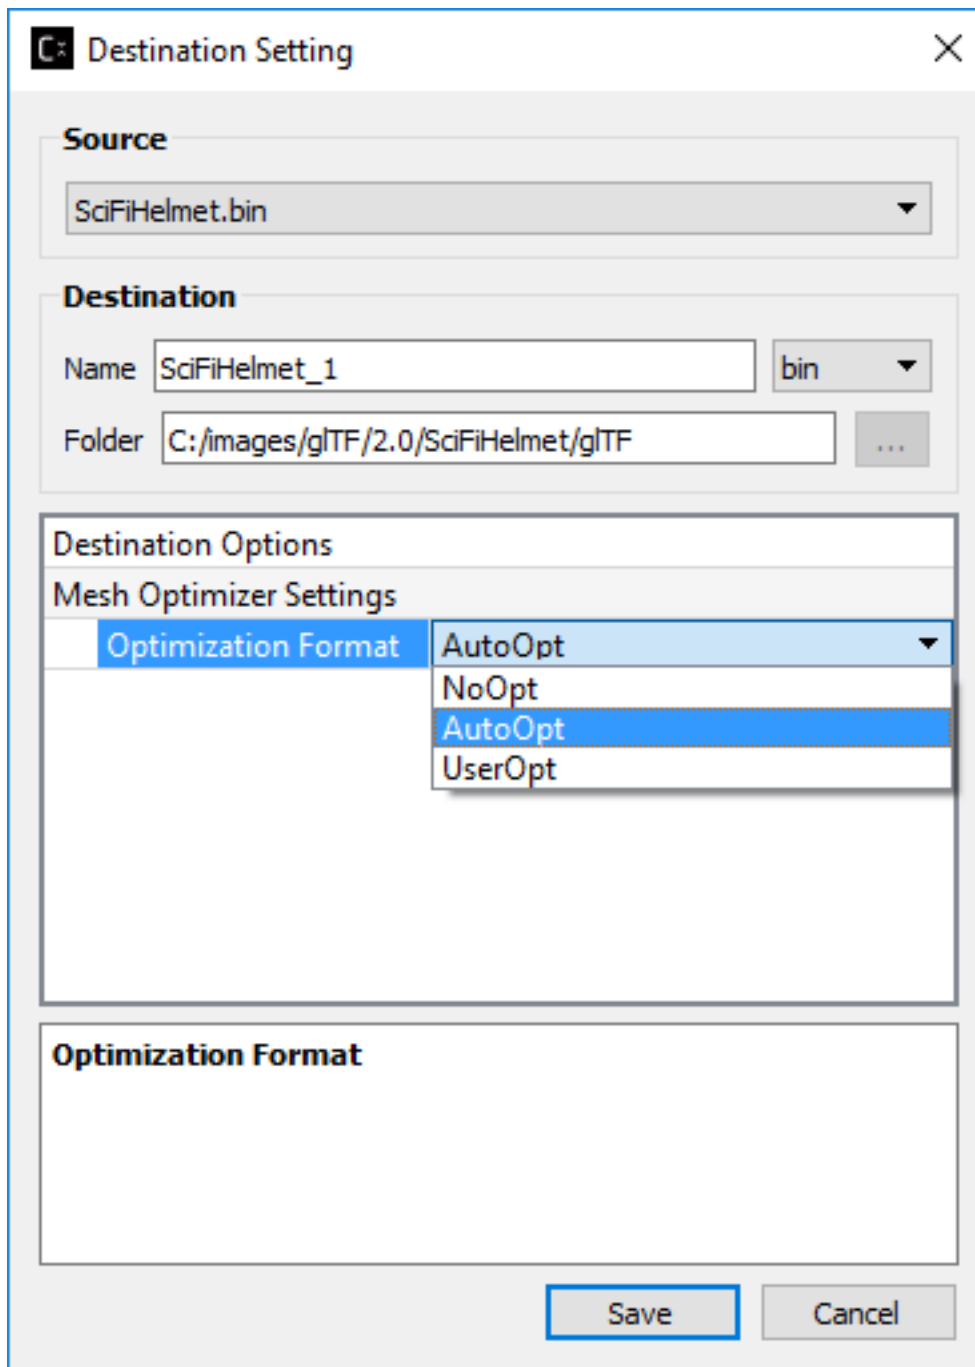 Destination Setting
Source
SciFiHelmet.bin
Destination
Name SciFiHelmet_1 bin
Folder C:/images/glTF/2.0/SciFiHelmet/glTF ...
Destination Options
Mesh Optimizer Settings
Optimization Format AutoOpt
NoOpt
AutoOpt
UserOpt
Optimization Format
Save Cancel